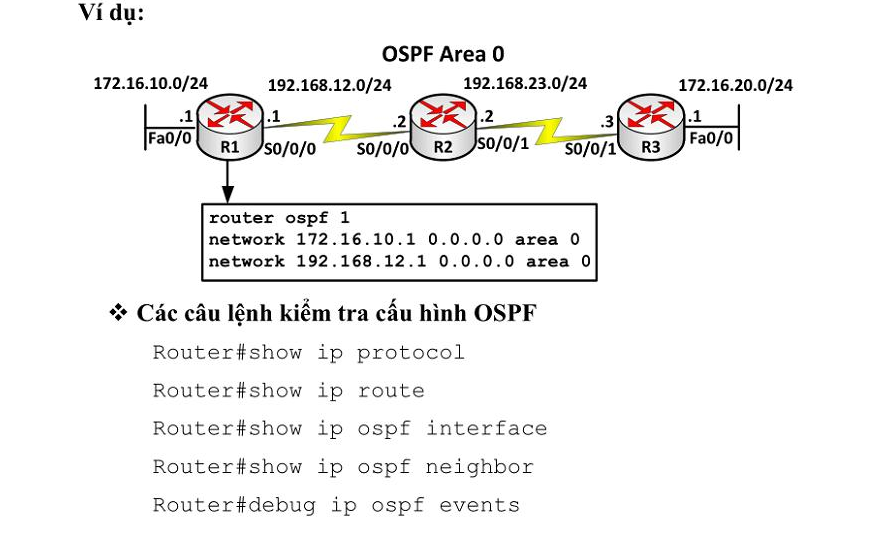 Ví dụ:
OSPF Area 0
172.16.10.0/24 192.168.12.0/24 192.168.23.0/24 172.16.20.0/24
.1 .1 .2 .2 .3 .1
Fa0/0 R1 S0/0/0 S0/0/0 R2 S0/0/1 S0/0/1 R3 Fa0/0
router ospf 1
network 172.16.10.1 0.0.0.0 area 0
network 192.168.12.1 0.0.0.0 area 0
❖ Các câu lệnh kiểm tra cấu hình OSPF
Router#show ip protocol
Router#show ip route
Router#show ip ospf interface
Router#show ip ospf neighbor
Router#debug ip ospf events